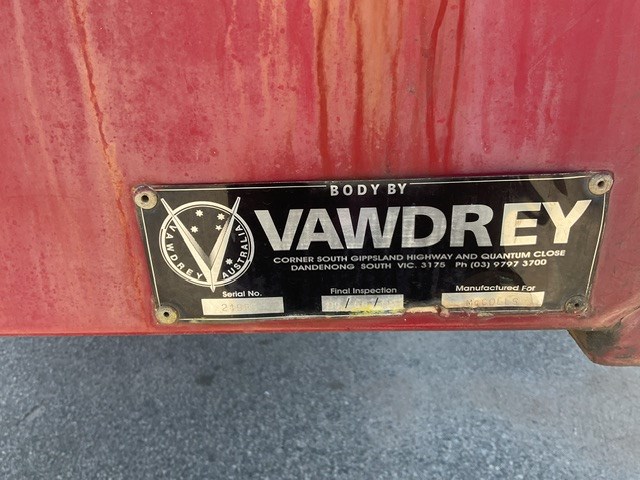 BODY BY
VAWDREY
VAWDREY AUSTRALIA
CORNER SOUTH GIPPSLAND HIGHWAY AND QUANTUM CLOSE
DANDENONG SOUTH VIC. 3175 Ph (03) 9797 3700
Serial No. Final Inspection Manufactured For